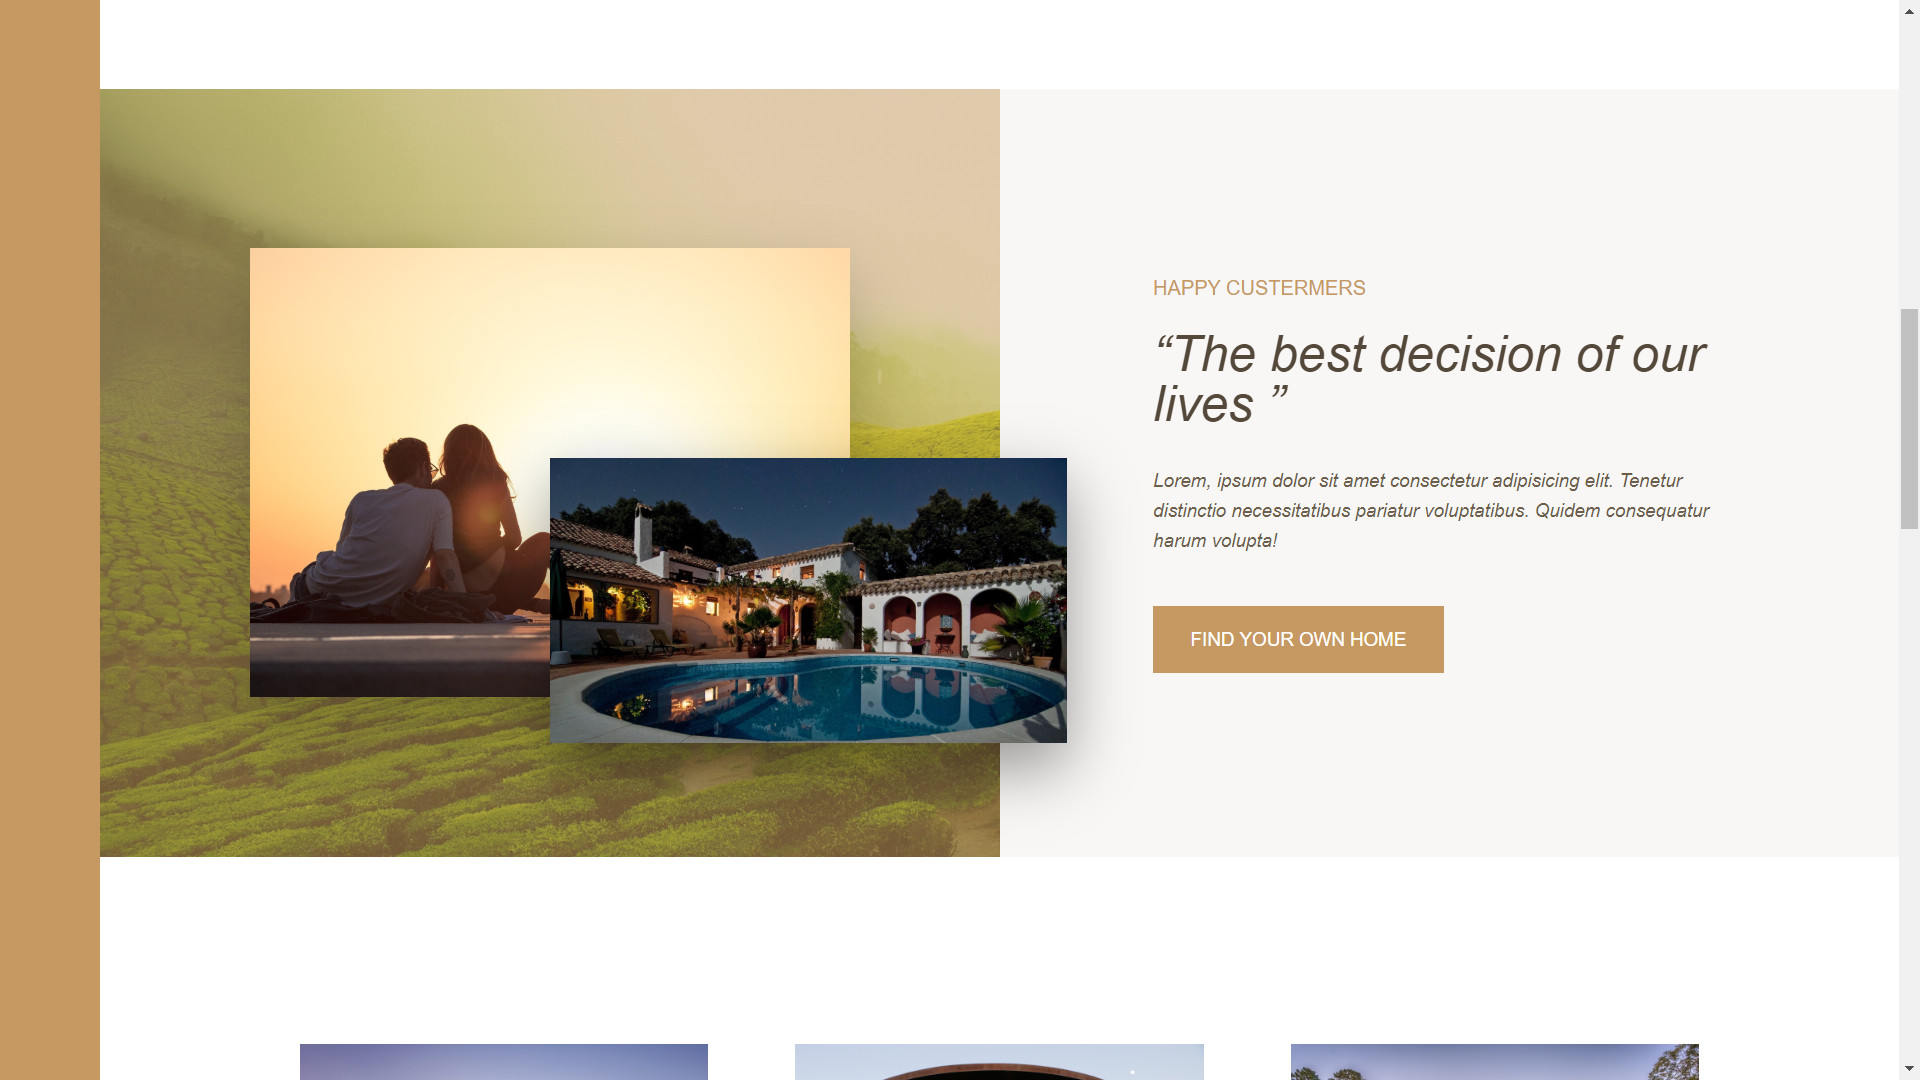 HAPPY CUSTERMERS
“The best decision of our
lives ”
Lorem, ipsum dolor sit amet consectetur adipisicing elit. Tenetur
distinctio necessitatibus pariatur voluptatibus. Quidem consequatur
harum volupta!
FIND YOUR OWN HOME